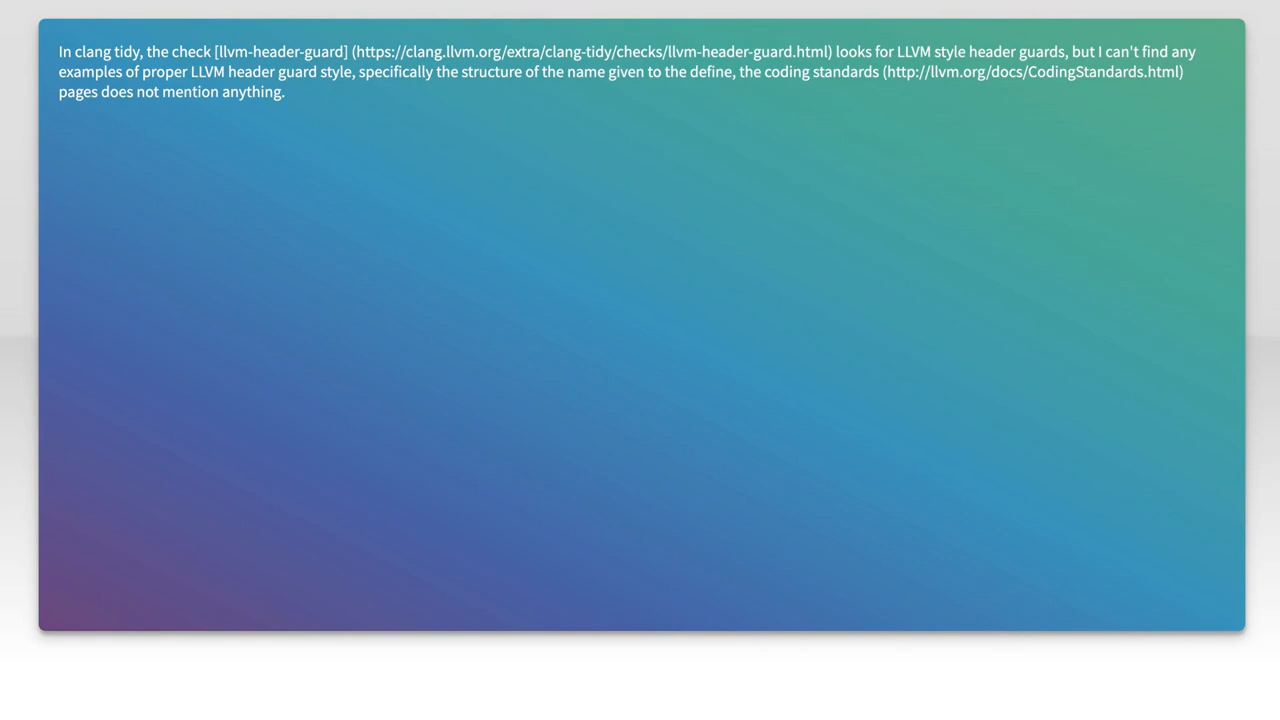 In clang tidy, the check [llvm-header-guard] (https://clang.llvm.org/extra/clang-tidy/checks/llvm-header-guard.html) looks for LLVM style header guards, but I can't find any
examples of proper LLVM header guard style, specifically the structure of the name given to the define, the coding standards (http://llvm.org/docs/CodingStandards.html)
pages does not mention anything.